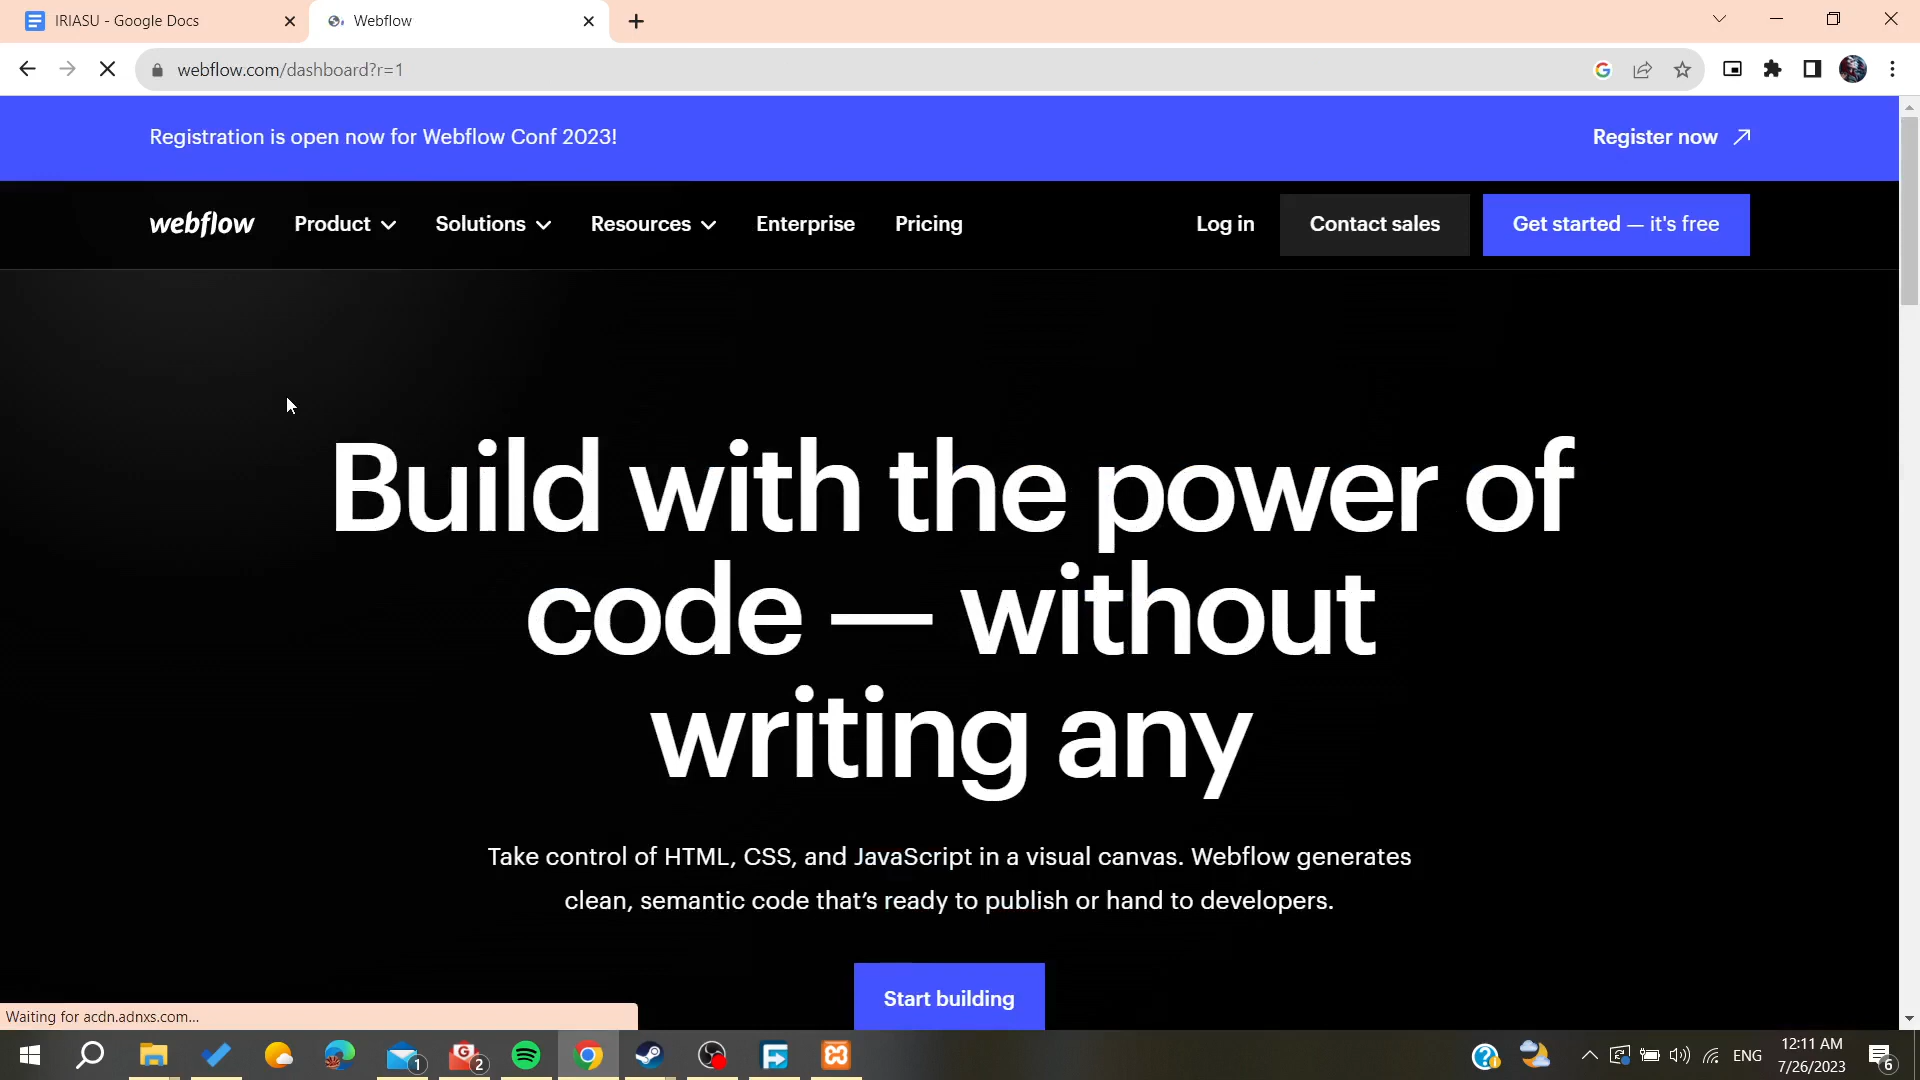 IRIASU - Google Docs
Webflow
webflow.com/dashboard?r=1
Registration is open now for Webflow Conf 2023!
Register now
webflow
Product
Solutions
Resources
Enterprise
Pricing
Log in
Contact sales
Get started — it's free
Build with the power of
code — without
writing any
Take control of HTML, CSS, and JavaScript in a visual canvas. Webflow generates
clean, semantic code that’s ready to publish or hand to developers.
Start building
Waiting for acdn.adnxs.com...
1
2
ENG
12:11 AM
7/26/2023
6